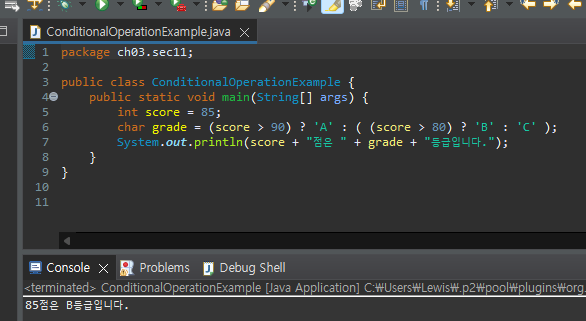 ConditionalOperationExample.java
1 package ch03.sec11;
2
3 public class ConditionalOperationExample {
4 public static void main(String[] args) {
5 int score = 85;
6 char grade = (score > 90) ? 'A' : ( (score > 80) ? 'B' : 'C' );
7 System.out.println(score + "점은 " + grade + "등급입니다.");
8 }
9 }
10
11
Console Problems Debug Shell
<terminated> ConditionalOperationExample [Java Application] C:₩Users₩Lewis₩.p2₩pool₩plugins₩org.
85점은 B등급입니다.